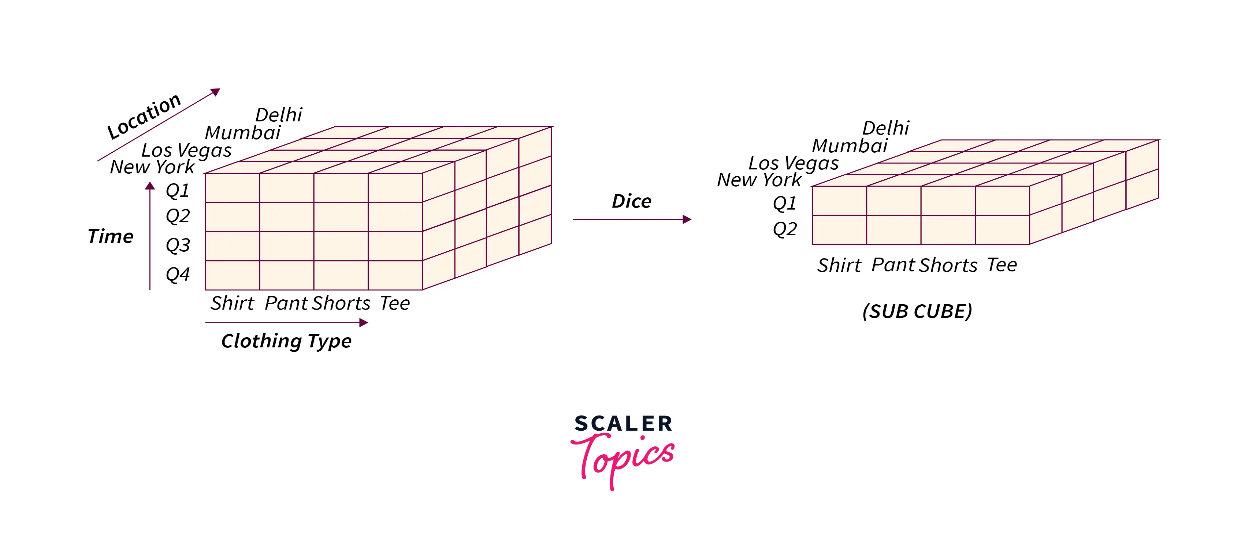 Location
Delhi
Mumbai
Los Vegas
New York
Q1
Q2
Q3
Q4
Time
Shirt Pant Shorts Tee
Clothing Type
Dice
Delhi
Mumbai
Los Vegas
New York
Q1
Q2
Shirt Pant Shorts Tee
(SUB CUBE)
SCALER
Topics